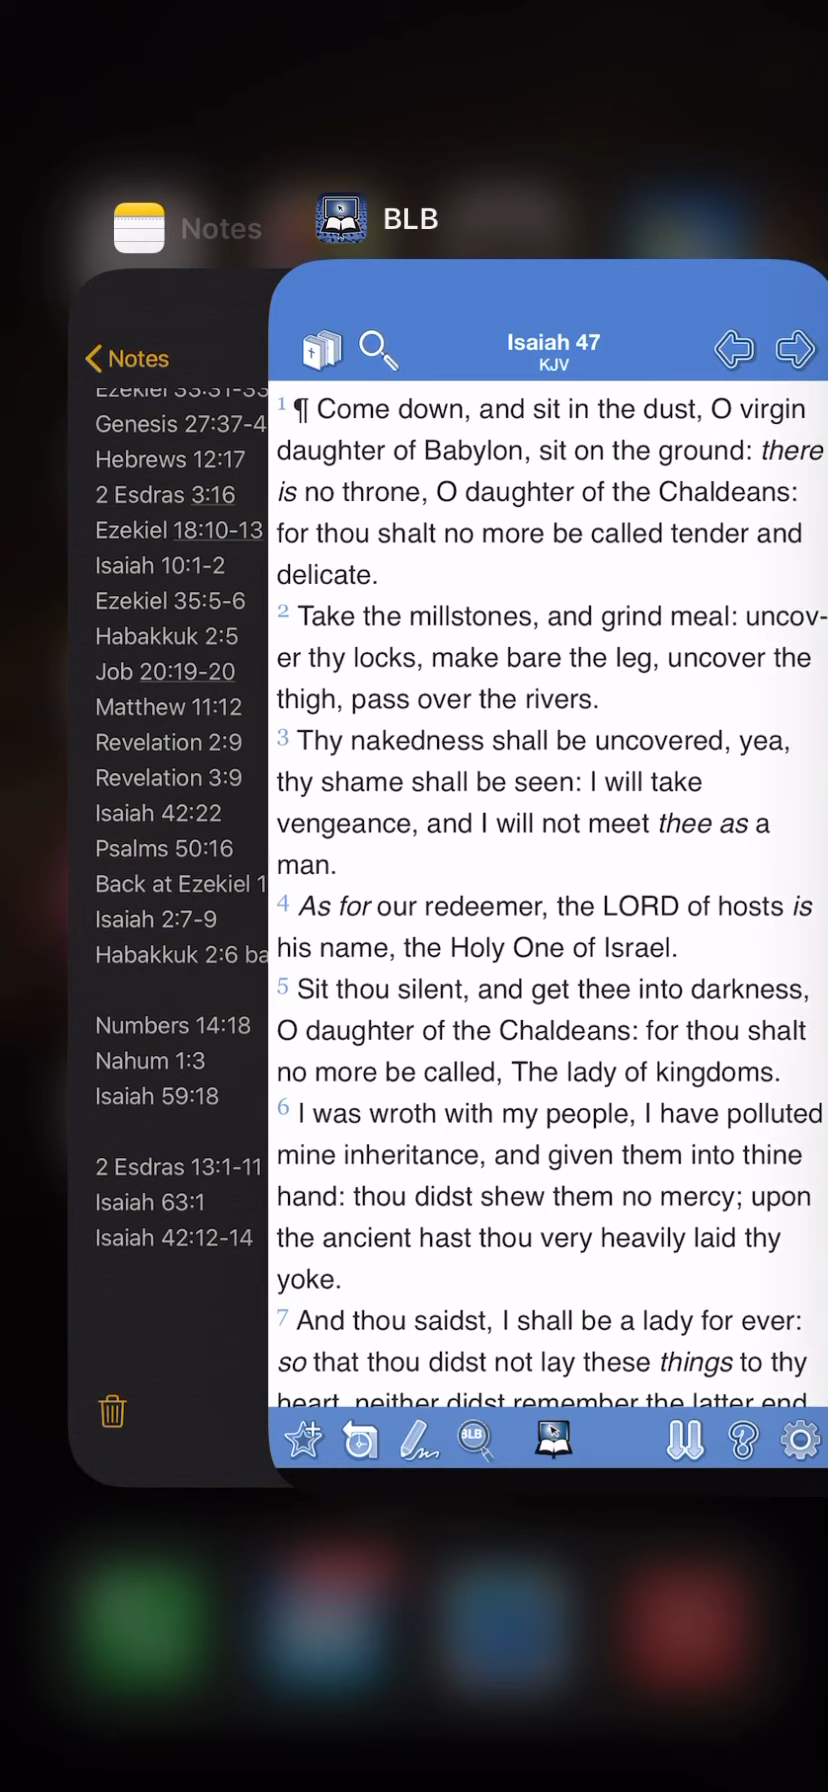 Notes
BLB
Notes
Ezekiel 33:31-33
Genesis 27:37-4
Hebrews 12:17
2 Esdras 3:16
Ezekiel 18:10-13
Isaiah 10:1-2
Ezekiel 35:5-6
Habakkuk 2:5
Job 20:19-20
Matthew 11:12
Revelation 2:9
Revelation 3:9
Isaiah 42:22
Psalms 50:16
Back at Ezekiel 1
Isaiah 2:7-9
Habakkuk 2:6 ba
Numbers 14:18
Nahum 1:3
Isaiah 59:18
2 Esdras 13:1-11
Isaiah 63:1
Isaiah 42:12-14
Isaiah 47
KJV
1 ¶ Come down, and sit in the dust, O virgin
daughter of Babylon, sit on the ground: there
is no throne, O daughter of the Chaldeans:
for thou shalt no more be called tender and
delicate.
2 Take the millstones, and grind meal: uncov-
er thy locks, make bare the leg, uncover the
thigh, pass over the rivers.
3 Thy nakedness shall be uncovered, yea,
thy shame shall be seen: I will take
vengeance, and I will not meet thee as a
man.
4 As for our redeemer, the LORD of hosts is
his name, the Holy One of Israel.
5 Sit thou silent, and get thee into darkness,
O daughter of the Chaldeans: for thou shalt
no more be called, The lady of kingdoms.
6 I was wroth with my people, I have polluted
mine inheritance, and given them into thine
hand: thou didst shew them no mercy; upon
the ancient hast thou very heavily laid thy
yoke.
7 And thou saidst, I shall be a lady for ever:
so that thou didst not lay these things to thy
heart, neither didst remember the latter end
BLB